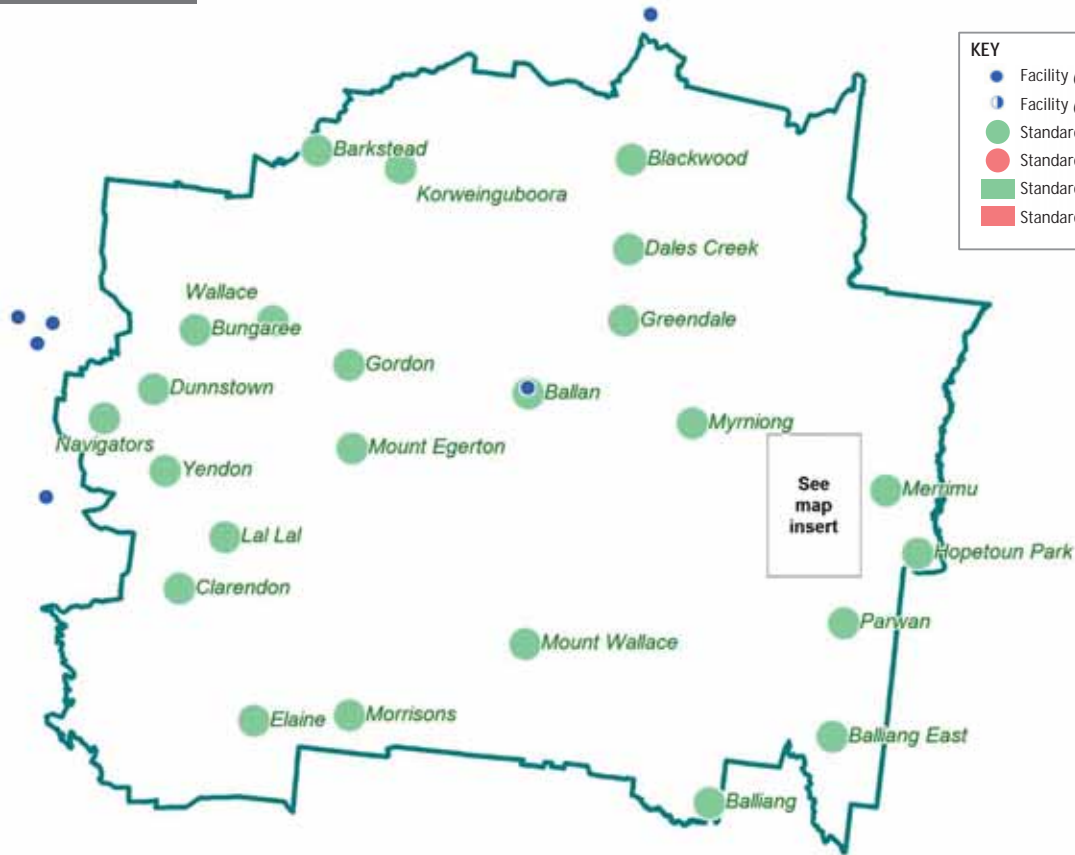 KEY
Facility
Facility
Standard
Standard
Standard
Standard
Barkstead
Korweinguboora
Blackwood
Dales Creek
Wallace
Bungaree
Greendale
Gordon
Dunnstown
Ballan
Navigators
Mount Egerton
Myrniong
Yendon
See
map
insert
Merrimu
Lal Lal
Hopetoun Park
Clarendon
Parwan
Mount Wallace
Elaine
Morrisons
Balliang East
Balliang